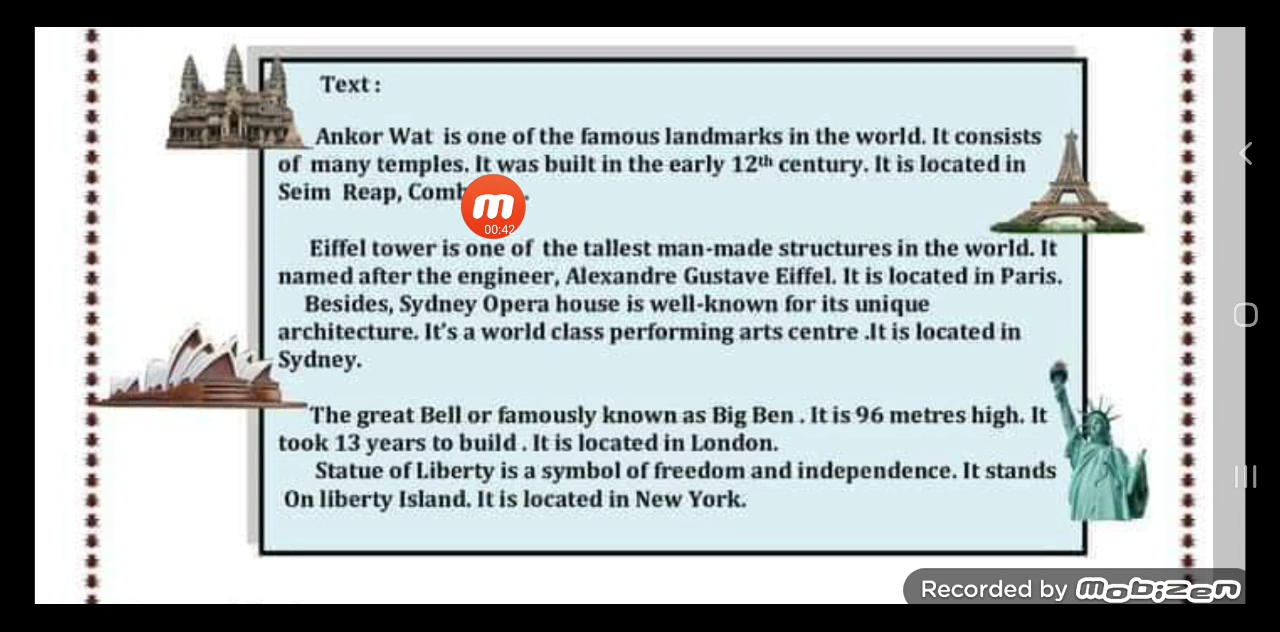 Text :
Ankor Wat is one of the famous landmarks in the world. It consists
of many temples. It was built in the early 12th century. It is located in
Seim Reap,
00:42
Eiffel tower is one of the tallest man-made structures in the world. It
named after the engineer, Alexandre Gustave Eiffel. It is located in Paris.
Besides, Sydney Opera house is well-known for its unique
architecture. It's a world class performing arts centre .It is located in
Sydney.
The great Bell or famously known as Big Ben . It is 96 metres high. It
took 13 years to build . It is located in London.
Statue of Liberty is a symbol of freedom and independence. It stands
On liberty Island. It is located in New York.
Recorded by Mobizen